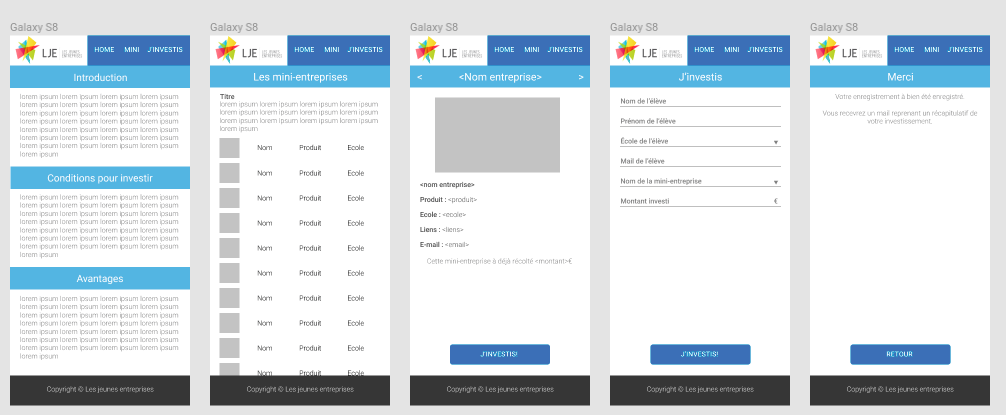 Galaxy S8
LJE LES JEUNES
ENTREPRISES
HOME MINI J'INVESTIS
Introduction
lorem ipsum lorem ipsum lorem ipsum lorem ipsum
lorem ipsum lorem ipsum lorem ipsum lorem ipsum
lorem ipsum lorem ipsum lorem ipsum lorem ipsum
lorem ipsum lorem ipsum lorem ipsum lorem ipsum
lorem ipsum lorem ipsum lorem ipsum lorem ipsum
lorem ipsum lorem ipsum lorem ipsum lorem ipsum
lorem ipsum lorem ipsum lorem ipsum lorem ipsum
lorem ipsum
Conditions pour investir
lorem ipsum lorem ipsum lorem ipsum lorem ipsum
lorem ipsum lorem ipsum lorem ipsum lorem ipsum
lorem ipsum lorem ipsum lorem ipsum lorem ipsum
lorem ipsum lorem ipsum lorem ipsum lorem ipsum
lorem ipsum lorem ipsum lorem ipsum lorem ipsum
lorem ipsum lorem ipsum lorem ipsum lorem ipsum
lorem ipsum lorem ipsum lorem ipsum lorem ipsum
lorem ipsum
Avantages
lorem ipsum lorem ipsum lorem ipsum lorem ipsum
lorem ipsum lorem ipsum lorem ipsum lorem ipsum
lorem ipsum lorem ipsum lorem ipsum lorem ipsum
lorem ipsum lorem ipsum lorem ipsum lorem ipsum
lorem ipsum lorem ipsum lorem ipsum lorem ipsum
lorem ipsum lorem ipsum lorem ipsum lorem ipsum
lorem ipsum lorem ipsum lorem ipsum lorem ipsum
lorem ipsum
Copyright © Les jeunes entreprises
Galaxy S8
LJE LES JEUNES
ENTREPRISES
HOME MINI J'INVESTIS
Les mini-entreprises
Titre
lorem ipsum lorem ipsum lorem ipsum lorem ipsum
lorem ipsum lorem ipsum lorem ipsum lorem ipsum
lorem ipsum lorem ipsum lorem ipsum lorem ipsum
lorem ipsum
Nom Produit Ecole
Nom Produit Ecole
Nom Produit Ecole
Nom Produit Ecole
Nom Produit Ecole
Nom Produit Ecole
Nom Produit Ecole
Nom Produit Ecole
Nom Produit Ecole
Nom Produit Ecole
Copyright © Les jeunes entreprises
Galaxy S8
LJE LES JEUNES
ENTREPRISES
HOME MINI J'INVESTIS
< <Nom entreprise> >
<nom entreprise>
Produit : <produit>
Ecole : <ecole>
Liens : <liens>
E-mail : <email>
Cette mini-entreprise à déjà récolté <montant>€
J'INVESTIS!
Copyright © Les jeunes entreprises
Galaxy S8
LJE LES JEUNES
ENTREPRISES
HOME MINI J'INVESTIS
J'investis
Nom de l'élève
Prénom de l'élève
École de l'élève
Mail de l'élève
Nom de la mini-entreprise
Montant investi €
J'INVESTIS!
Copyright © Les jeunes entreprises
Galaxy S8
LJE LES JEUNES
ENTREPRISES
HOME MINI J'INVESTIS
Merci
Votre enregistrement à bien été enregistré.
Vous recevrez un mail reprenant un récapitulatif de
votre investissement.
RETOUR
Copyright © Les jeunes entreprises